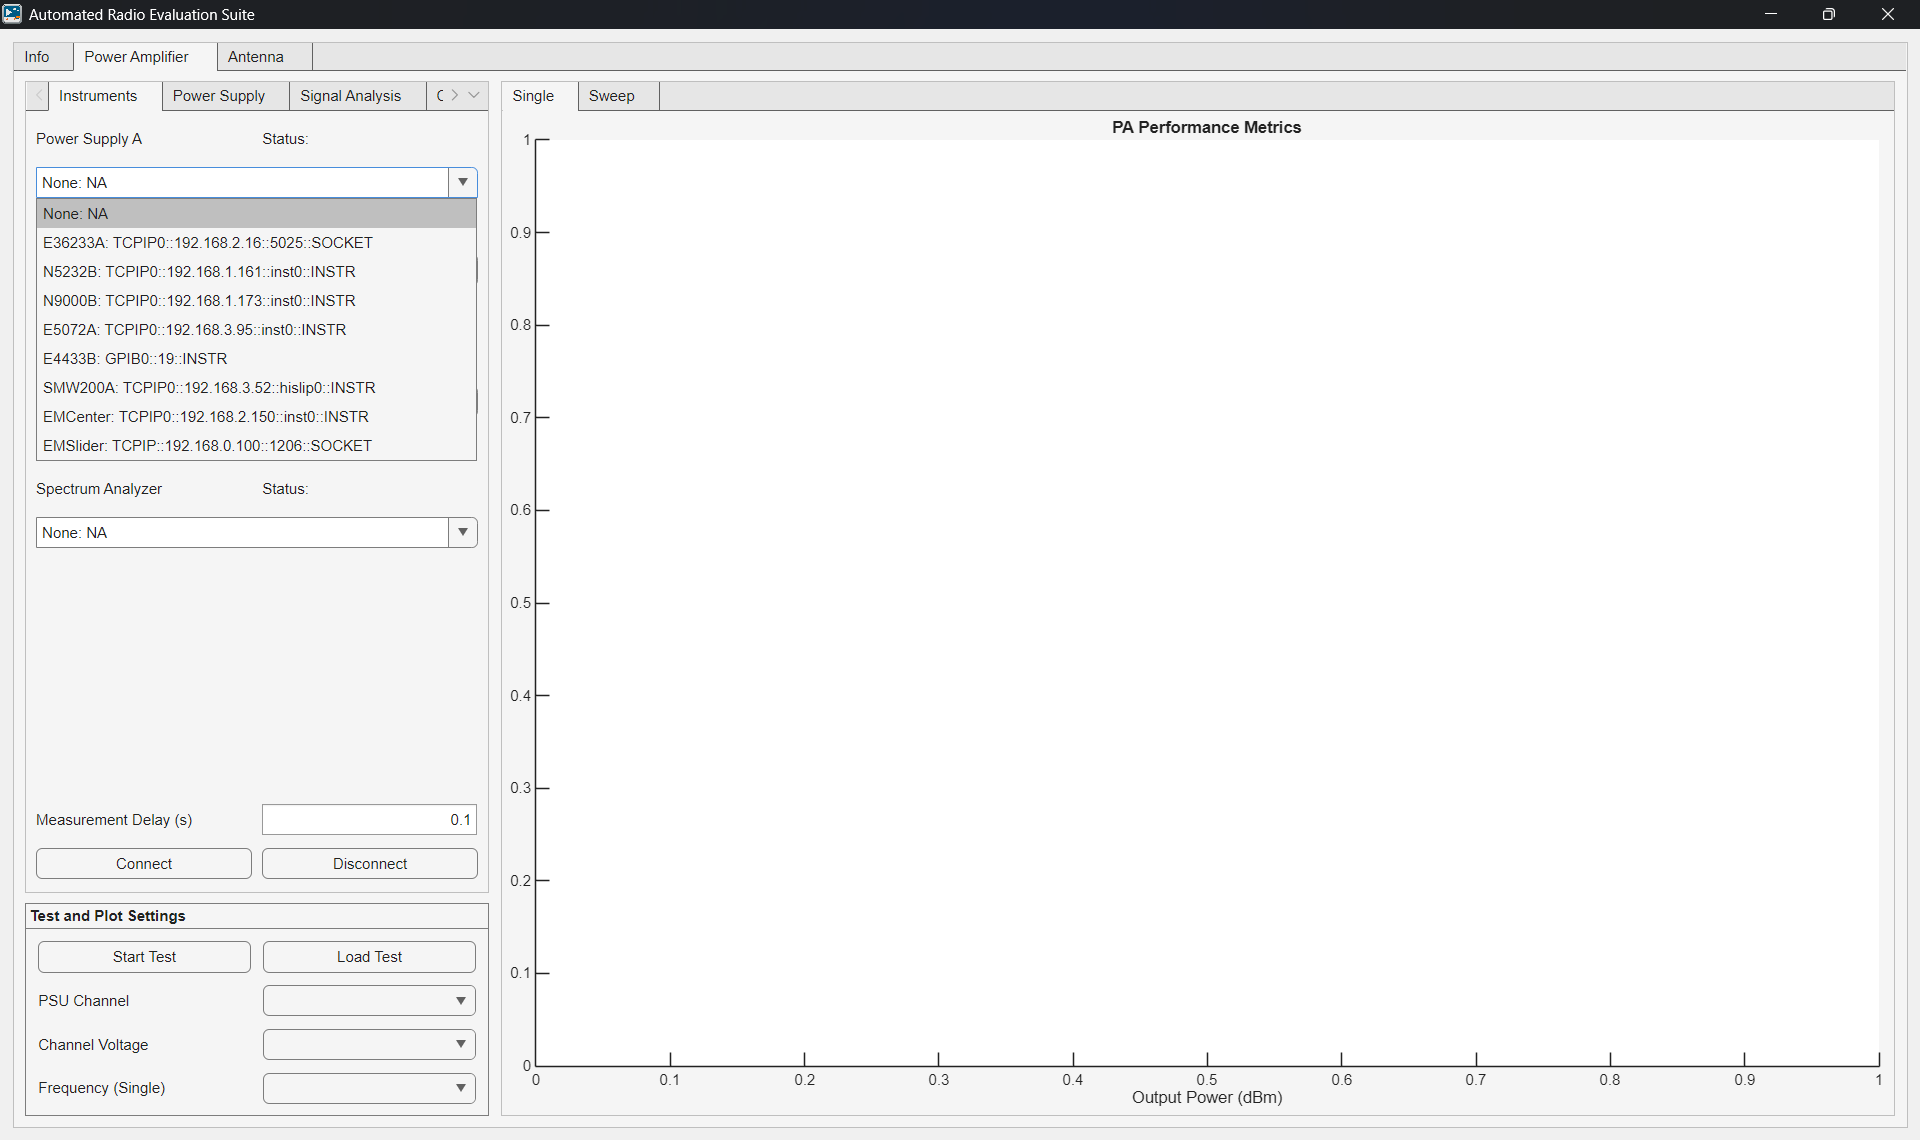 Automated Radio Evaluation Suite
Info
Power Amplifier
Antenna
Instruments
Power Supply
Signal Analysis
Power Supply A
Status:
None: NA
None: NA
E36233A: TCPIP0::192.168.2.16::5025::SOCKET
N5232B: TCPIP0::192.168.1.161::inst0::INSTR
N9000B: TCPIP0::192.168.1.173::inst0::INSTR
E5072A: TCPIP0::192.168.3.95::inst0::INSTR
E4433B: GPIB0::19::INSTR
SMW200A: TCPIP0::192.168.3.52::hislip0::INSTR
EMCenter: TCPIP0::192.168.2.150::inst0::INSTR
EMSlider: TCPIP::192.168.0.100::1206::SOCKET
Spectrum Analyzer
Status:
None: NA
Measurement Delay (s)
0.1
Connect
Disconnect
Test and Plot Settings
Start Test
Load Test
PSU Channel
Channel Voltage
Frequency (Single)
Single
Sweep
PA Performance Metrics
1
0.9
0.8
0.7
0.6
0.5
0.4
0.3
0.2
0.1
0
0 0.1 0.2 0.3 0.4 0.5 0.6 0.7 0.8 0.9 1
Output Power (dBm)